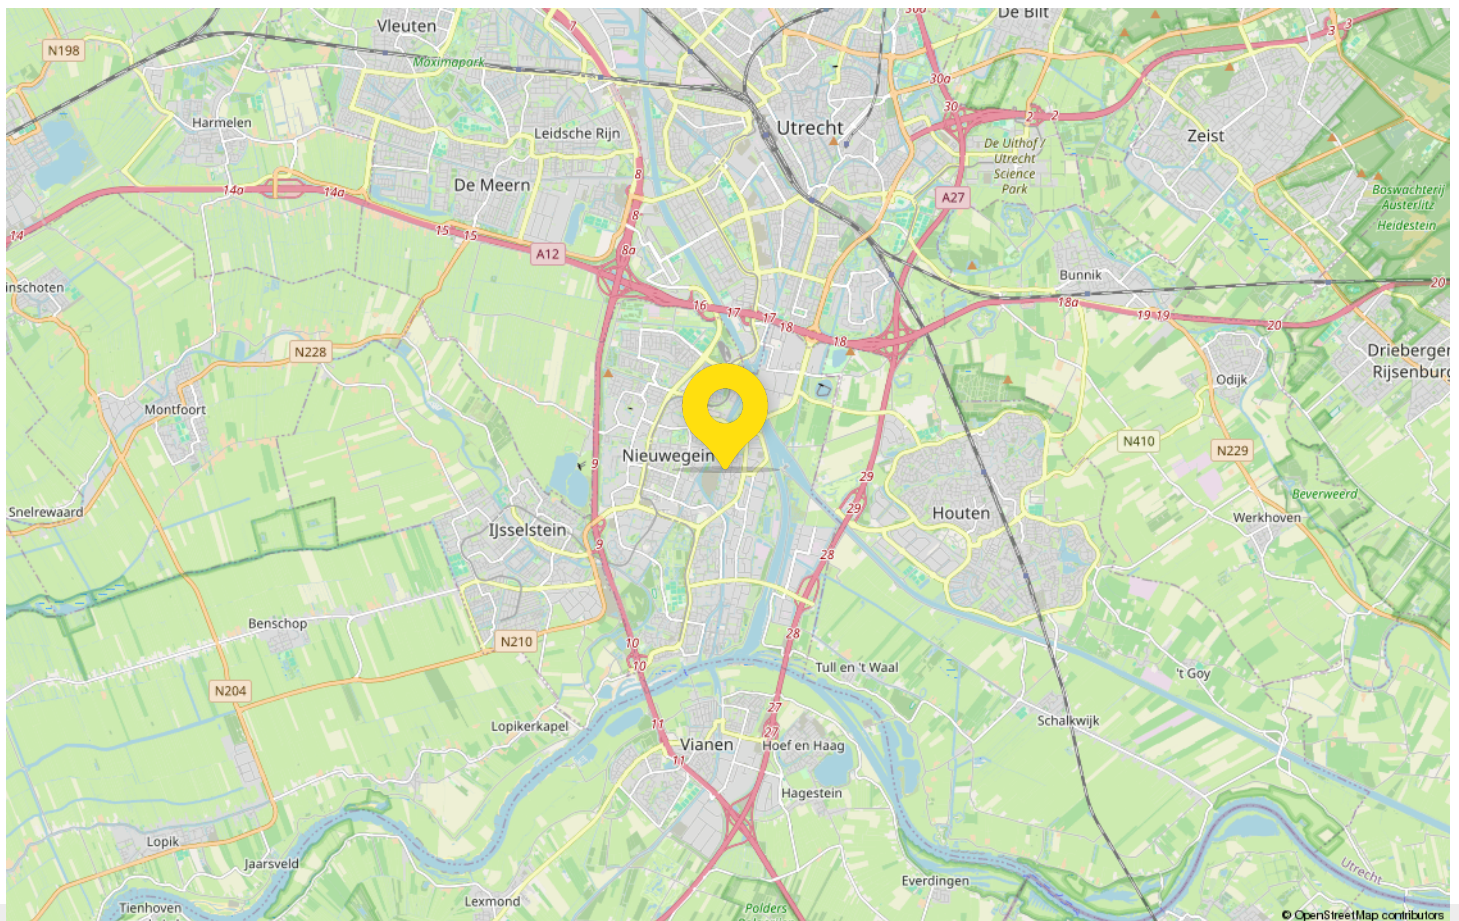 De Bilt
30a
Vleuten
7
3
3
N198
Maximapark
30a
30
2
2
Harmelen
Leidsche Rijn
Utrecht
Zeist
De Uithof /
Utrecht
Science
Park
8
De Meern
14a
14a
A27
Boswachterij
Austerlitz
Heidestein
8
14
15
15
A12
8a
Bunnik
20
inschoten
16
17
17
18
18
18a
19
19
20
N228
Driebergen
Rijsenburg
Odijk
Montfoort
N410
N229
Nieuwegein
9
29
Beverweerd
29
Snelrewaard
Houten
Werkhoven
IJsselstein
9
28
Benschop
28
N210
10
10
Tull en 't Waal
't Goy
N204
27
Lopikerkapel
11
27
Schalkwijk
Vianen
Hoef en Haag
11
Hagestein
Lopik
Jaarsveld
Utrecht
Everdingen
Lexmond
Tienhoven
Polders
© OpenStreetMap contributors